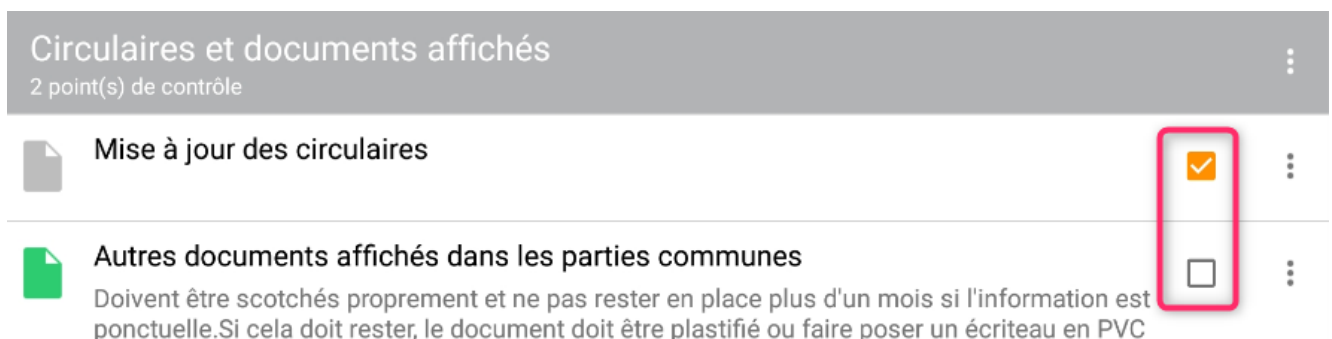 Circulaires et documents affichés
2 point(s) de contrôle
Mise à jour des circulaires
Autres documents affichés dans les parties communes
Doivent être scotchés proprement et ne pas rester en place plus d'un mois si l'information est
ponctuelle.Si cela doit rester, le document doit être plastifié ou faire poser un écriteau en PVC